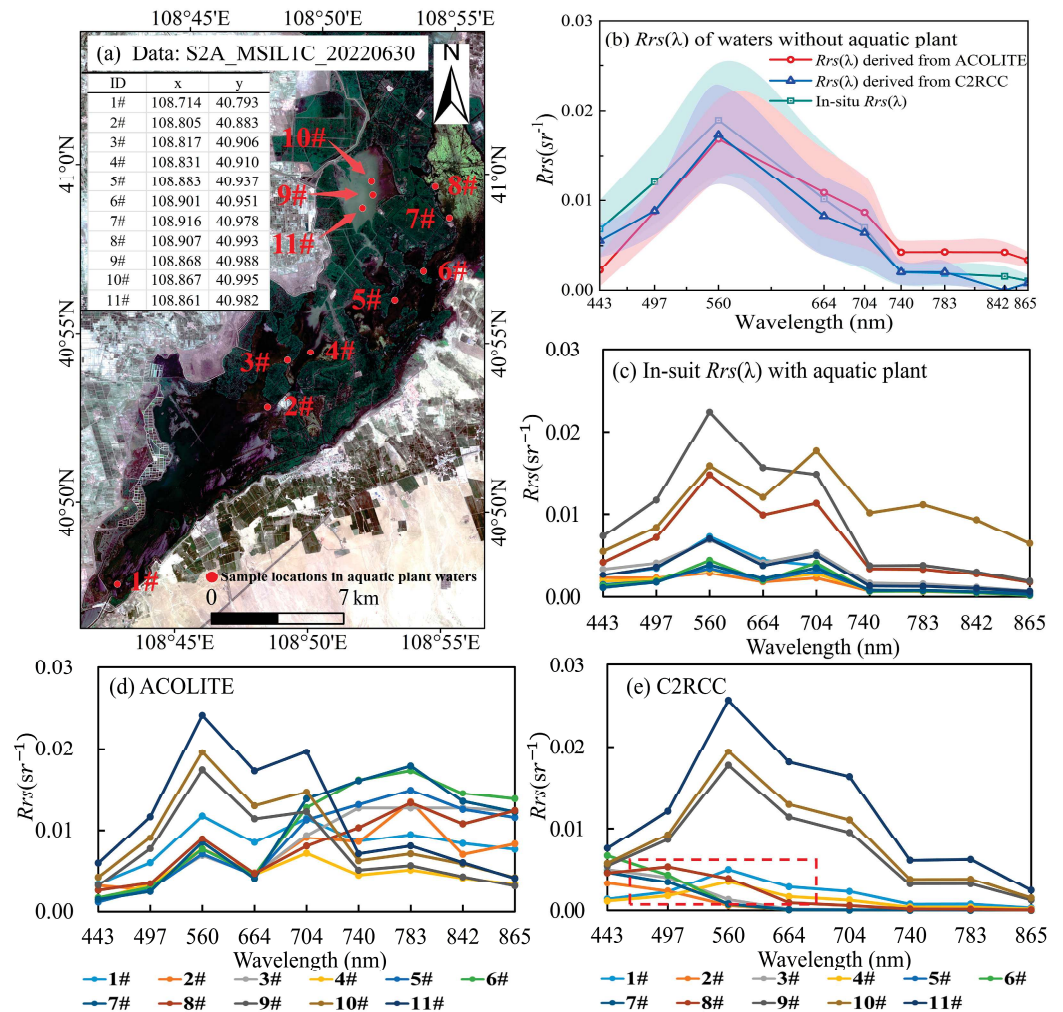 108°45'E 108°50'E 108°55'E
(a) Data: S2A_MSIL1C_20220630
N
ID x y
1# 108.714 40.793
2# 108.805 40.883
3# 108.817 40.906
4# 108.831 40.910
5# 108.883 40.937
6# 108.901 40.951
7# 108.916 40.978
8# 108.907 40.993
9# 108.868 40.988
10# 108.867 40.995
11# 108.861 40.982
10#
9#
11#
8#
7#
6#
5#
4#
3#
2#
1#
41°0'N
40°55'N
40°50'N
41°0'N
40°55'N
40°50'N
Sample locations in aquatic plant waters
0 7 km
108°45'E 108°50'E 108°55'E
(b) Rrs(λ) of waters without aquatic plant
Rrs(λ) derived from ACOLITE
Rrs(λ) derived from C2RCC
In-situ Rrs(λ)
Rrs(sr-1)
0.03
0.02
0.01
0.00
443 497 560 664 704 740 783 842 865
Wavelength (nm)
(c) In-suit Rrs(λ) with aquatic plant
Rrs(sr−1)
0.03
0.02
0.01
0.00
443 497 560 664 704 740 783 842 865
Wavelength (nm)
(d) ACOLITE
Rrs(sr−1)
0.03
0.02
0.01
0.00
443 497 560 664 704 740 783 842 865
Wavelength (nm)
1# 2# 3# 4# 5# 6#
7# 8# 9# 10# 11#
(e) C2RCC
Rrs(sr−1)
0.03
0.02
0.01
0.00
443 497 560 664 704 740 783 842 865
Wavelength (nm)
1# 2# 3# 4# 5# 6#
7# 8# 9# 10# 11#